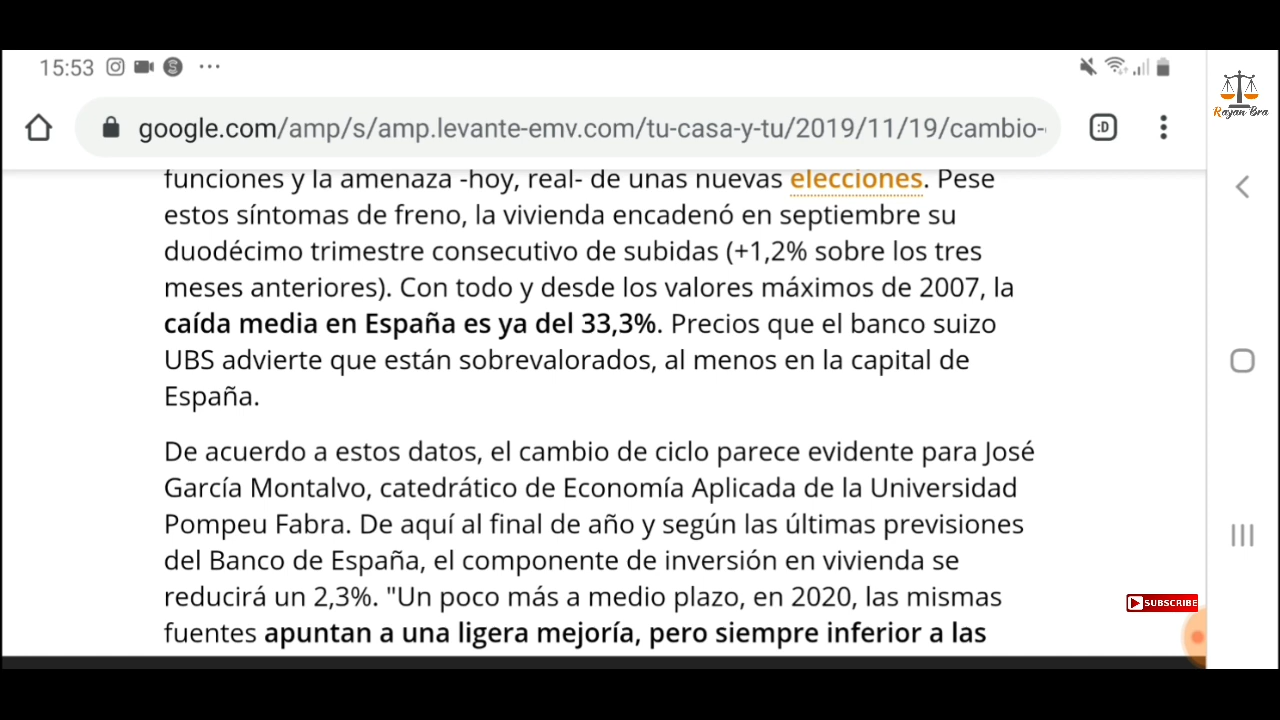 15:53
google.com/amp/s/amp.levante-emv.com/tu-casa-y-tu/2019/11/19/cambio-
:D
Rayan Bra
funciones y la amenaza -hoy, real- de unas nuevas elecciones. Pese
estos síntomas de freno, la vivienda encadenó en septiembre su
duodécimo trimestre consecutivo de subidas (+1,2% sobre los tres
meses anteriores). Con todo y desde los valores máximos de 2007, la
caída media en España es ya del 33,3%. Precios que el banco suizo
UBS advierte que están sobrevalorados, al menos en la capital de
España.
De acuerdo a estos datos, el cambio de ciclo parece evidente para José
García Montalvo, catedrático de Economía Aplicada de la Universidad
Pompeu Fabra. De aquí al final de año y según las últimas previsiones
del Banco de España, el componente de inversión en vivienda se
reducirá un 2,3%. "Un poco más a medio plazo, en 2020, las mismas
fuentes apuntan a una ligera mejoría, pero siempre inferior a las
SUBSCRIBE